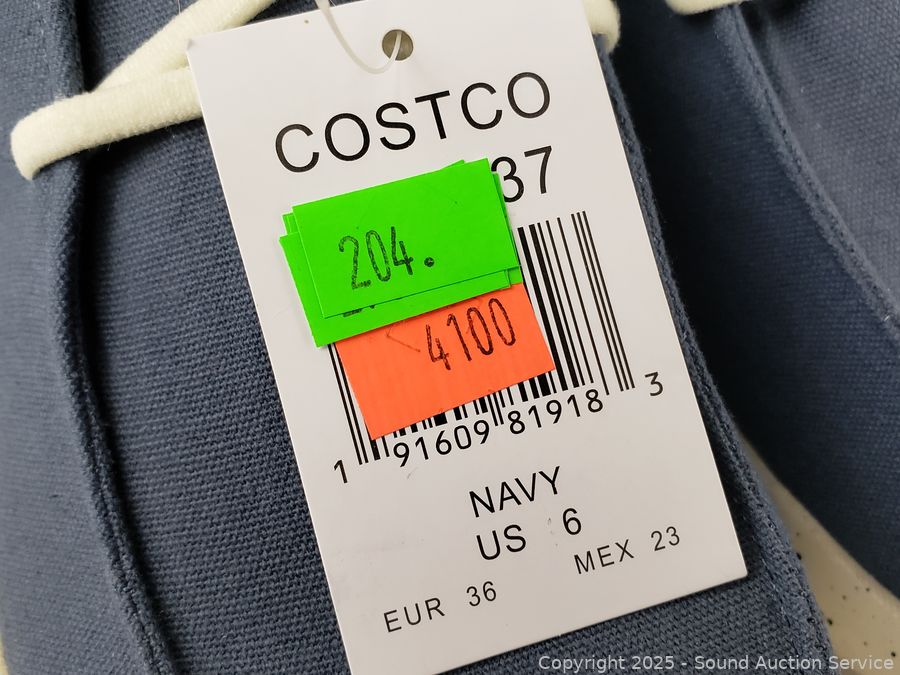 COSTCO
37
204.
4100
1 91609 81918 3
NAVY
US 6
MEX 23
EUR 36
Copyright 2025 - Sound Auction Service